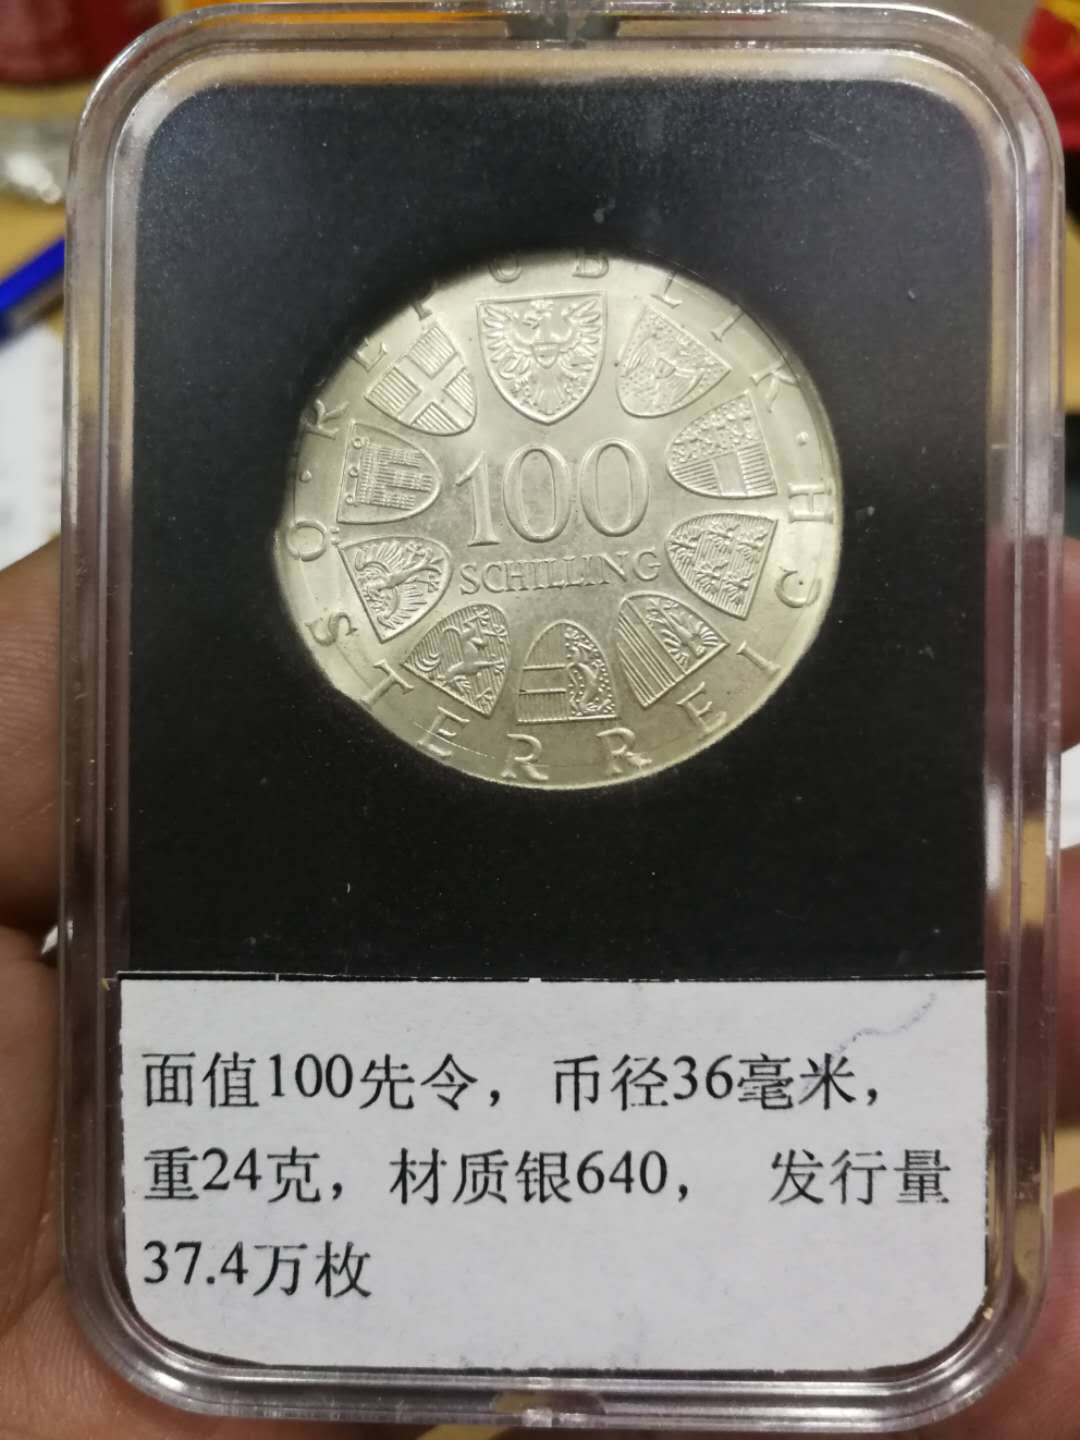 REPUBLIK · ÖSTERREICH ·
100
SCHILLING
面值100先令，币径36毫米，
重24克，材质银640， 发行量
37.4万枚